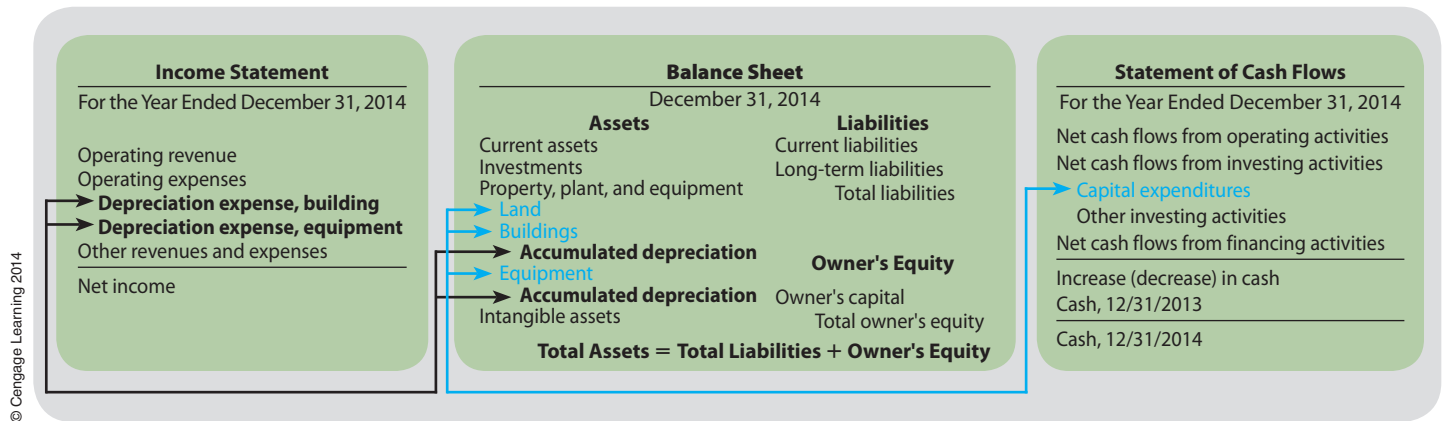 Income Statement
For the Year Ended December 31, 2014
Operating revenue
Operating expenses
Depreciation expense, building
Depreciation expense, equipment
Other revenues and expenses
Net income
Balance Sheet
December 31, 2014
Assets
Current assets
Investments
Property, plant, and equipment
Land
Buildings
Accumulated depreciation
Equipment
Accumulated depreciation
Intangible assets
Liabilities
Current liabilities
Long-term liabilities
Total liabilities
Owner's Equity
Owner's capital
Total owner's equity
Total Assets = Total Liabilities + Owner's Equity
Statement of Cash Flows
For the Year Ended December 31, 2014
Net cash flows from operating activities
Net cash flows from investing activities
Capital expenditures
Other investing activities
Net cash flows from financing activities
Increase (decrease) in cash
Cash, 12/31/2013
Cash, 12/31/2014
© Cengage Learning 2014